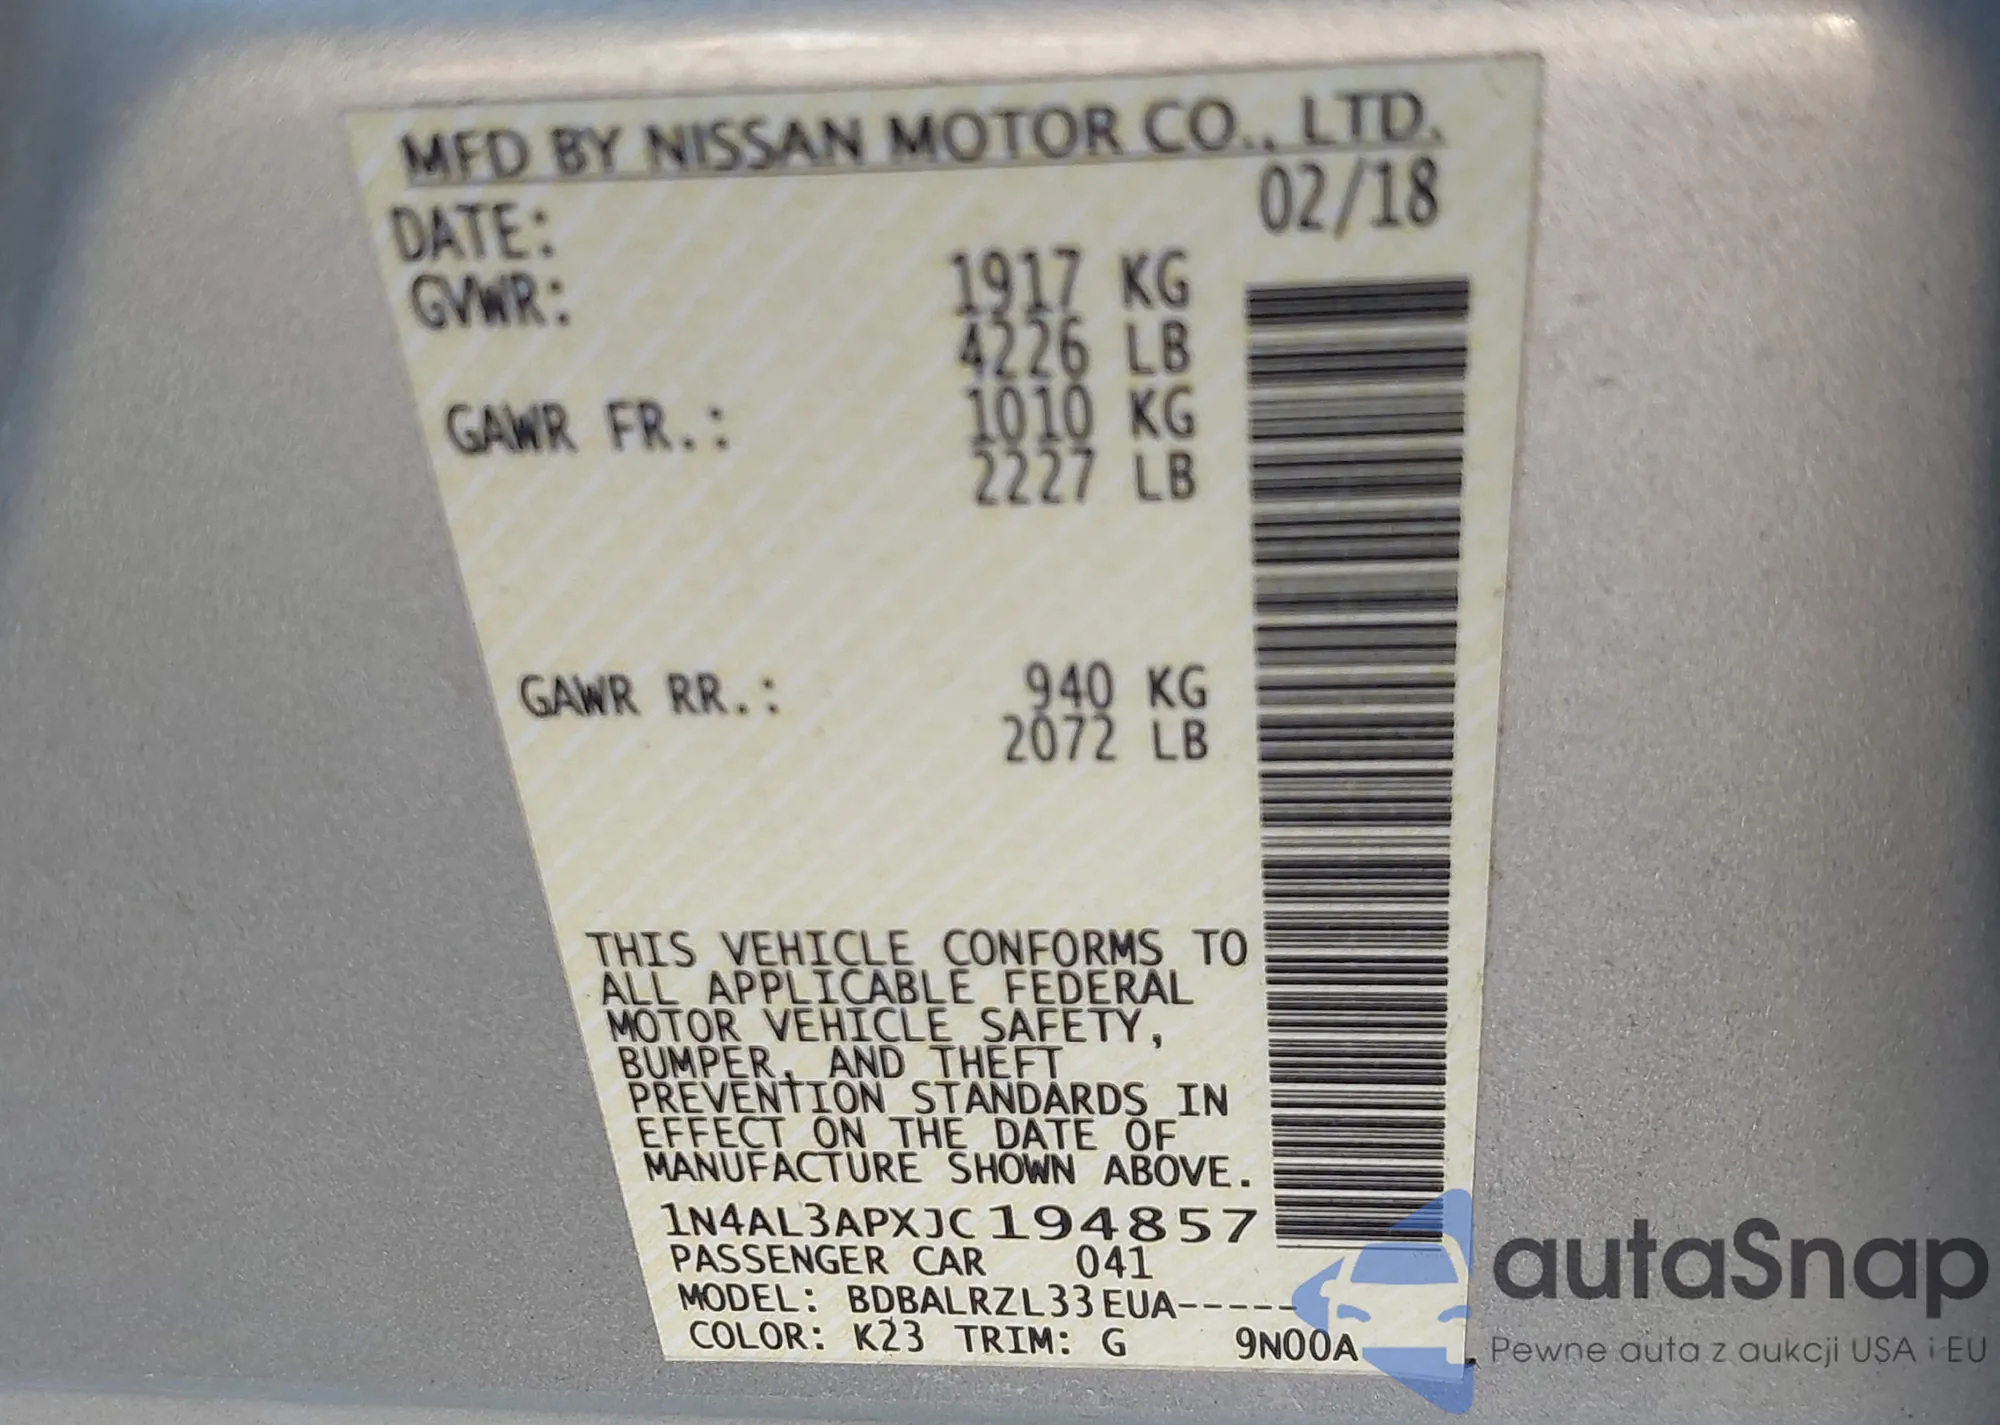 MFD BY NISSAN MOTOR CO., LTD.
DATE: 02/18
GVWR: 1917 KG
4226 LB
GAWR FR.: 1010 KG
2227 LB
GAWR RR.: 940 KG
2072 LB
THIS VEHICLE CONFORMS TO
ALL APPLICABLE FEDERAL
MOTOR VEHICLE SAFETY,
BUMPER, AND THEFT
PREVENTION STANDARDS IN
EFFECT ON THE DATE OF
MANUFACTURE SHOWN ABOVE.
1N4AL3APXJC194857
PASSENGER CAR 041
MODEL: BDBALRZL33EUA-----
COLOR: K23 TRIM: G 9N00A
autaSnap
Pewne auta z aukcji USA i EU